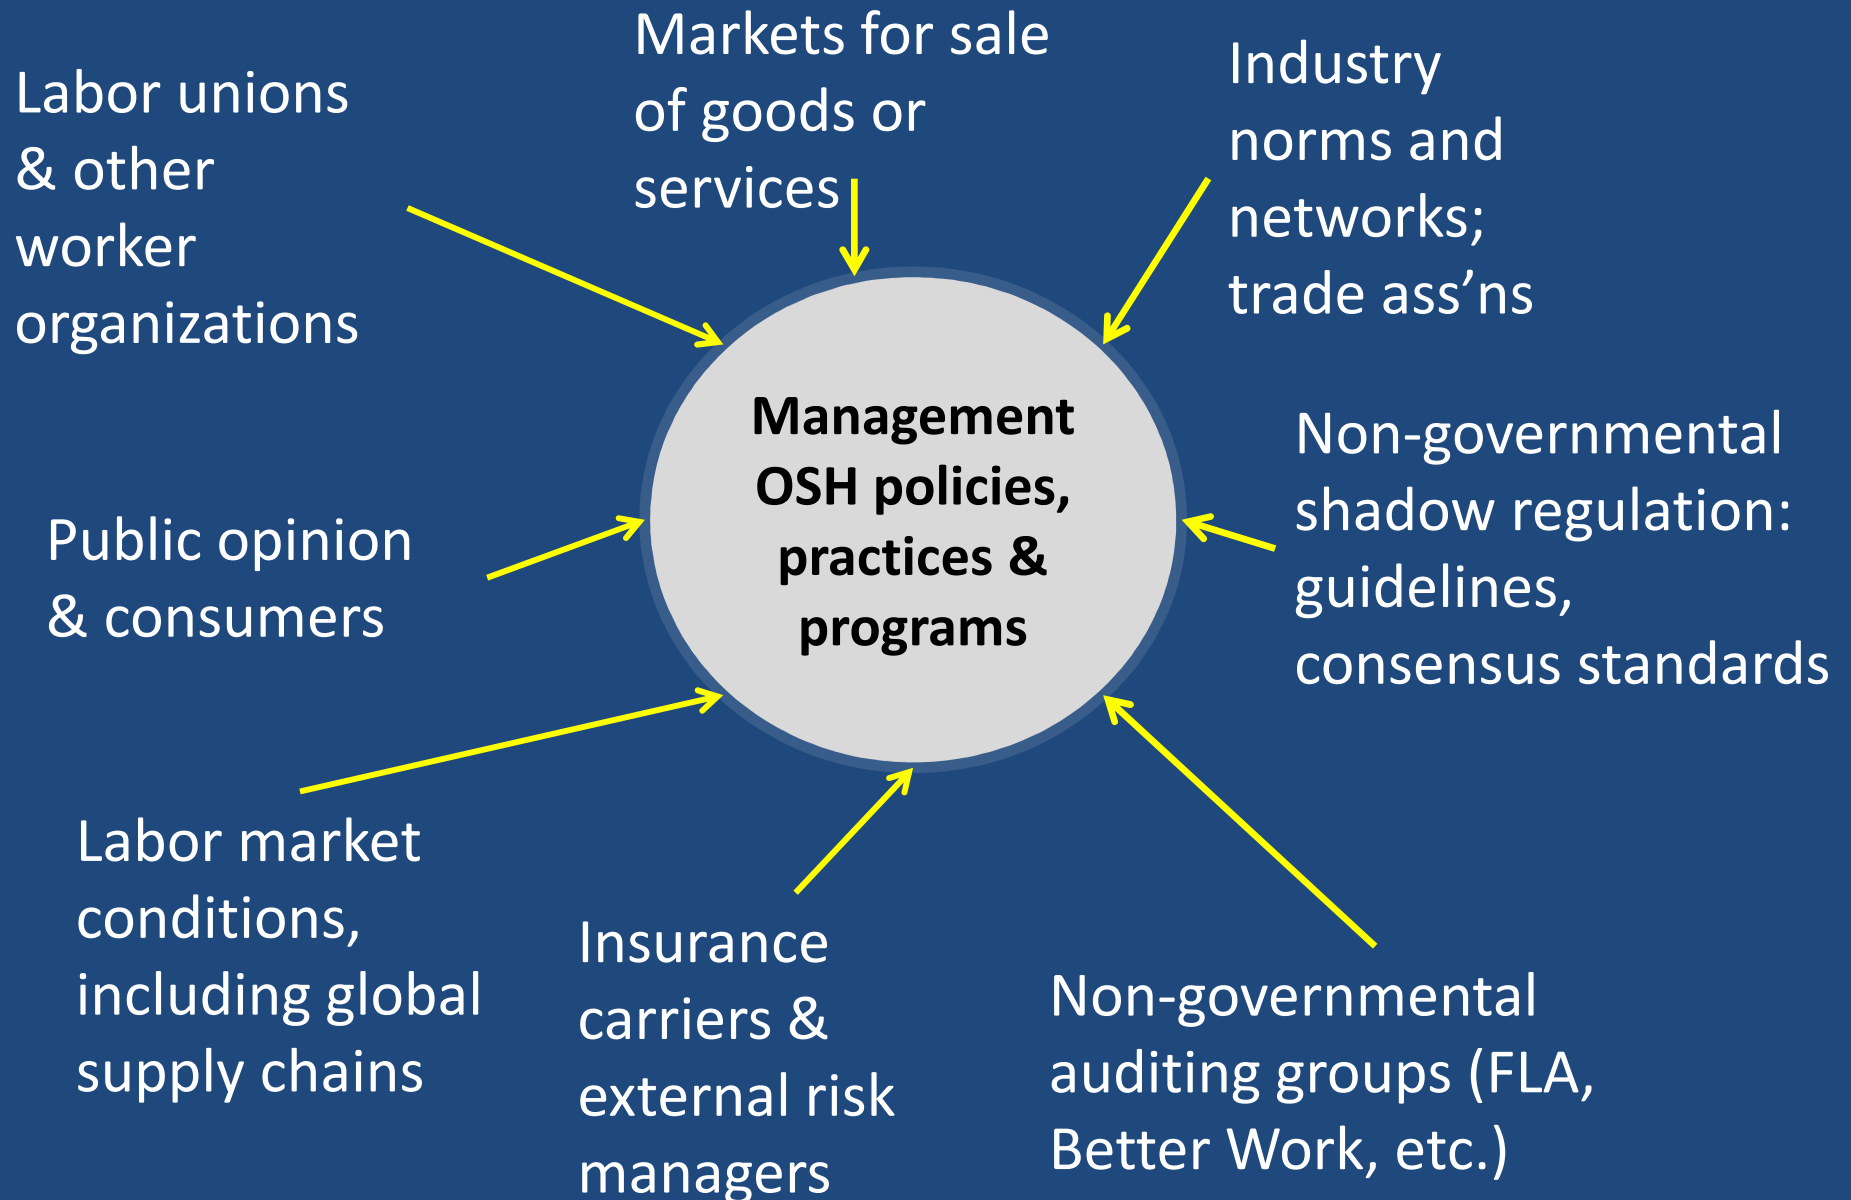 Markets for sale
of goods or
services
Labor unions
& other
worker
organizations
Industry
norms and
networks;
trade ass’ns
Management
OSH policies,
practices &
programs
Non-governmental
shadow regulation:
guidelines,
consensus standards
Public opinion
& consumers
Labor market
conditions,
including global
supply chains
Insurance
carriers &
external risk
managers
Non-governmental
auditing groups (FLA,
Better Work, etc.)